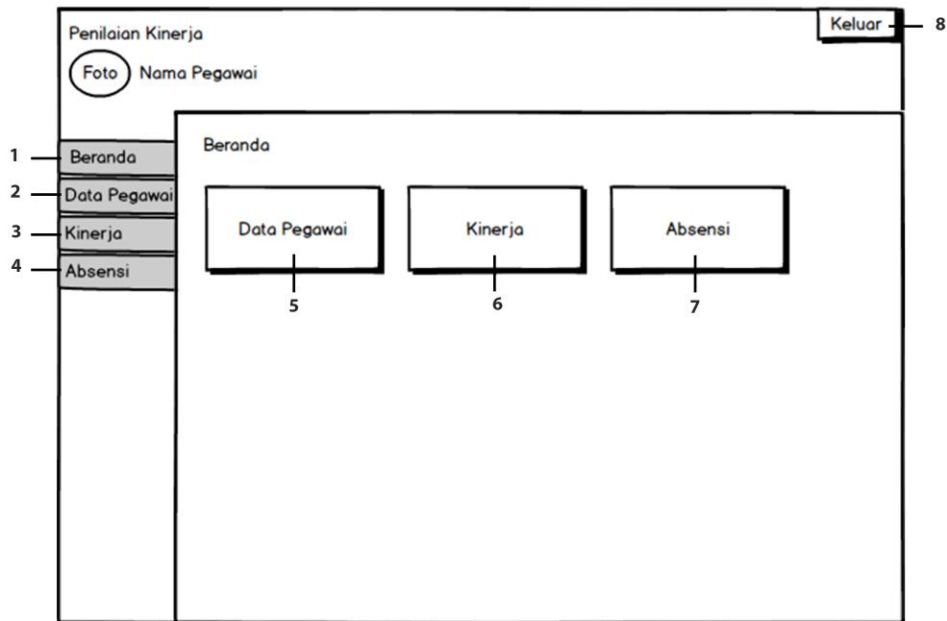 Penilaian Kinerja
Keluar
8
Foto
Nama Pegawai
1
Beranda
2
Data Pegawai
3
Kinerja
4
Absensi
Beranda
Data Pegawai
Kinerja
Absensi
5
6
7